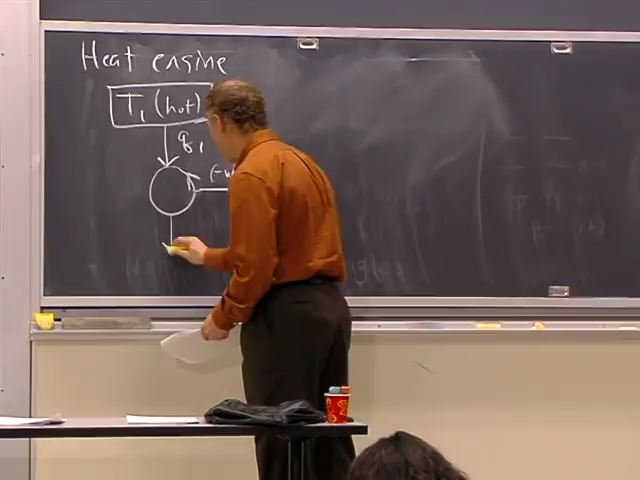 Heat engine
T₁ (hot)
q₁
(-w